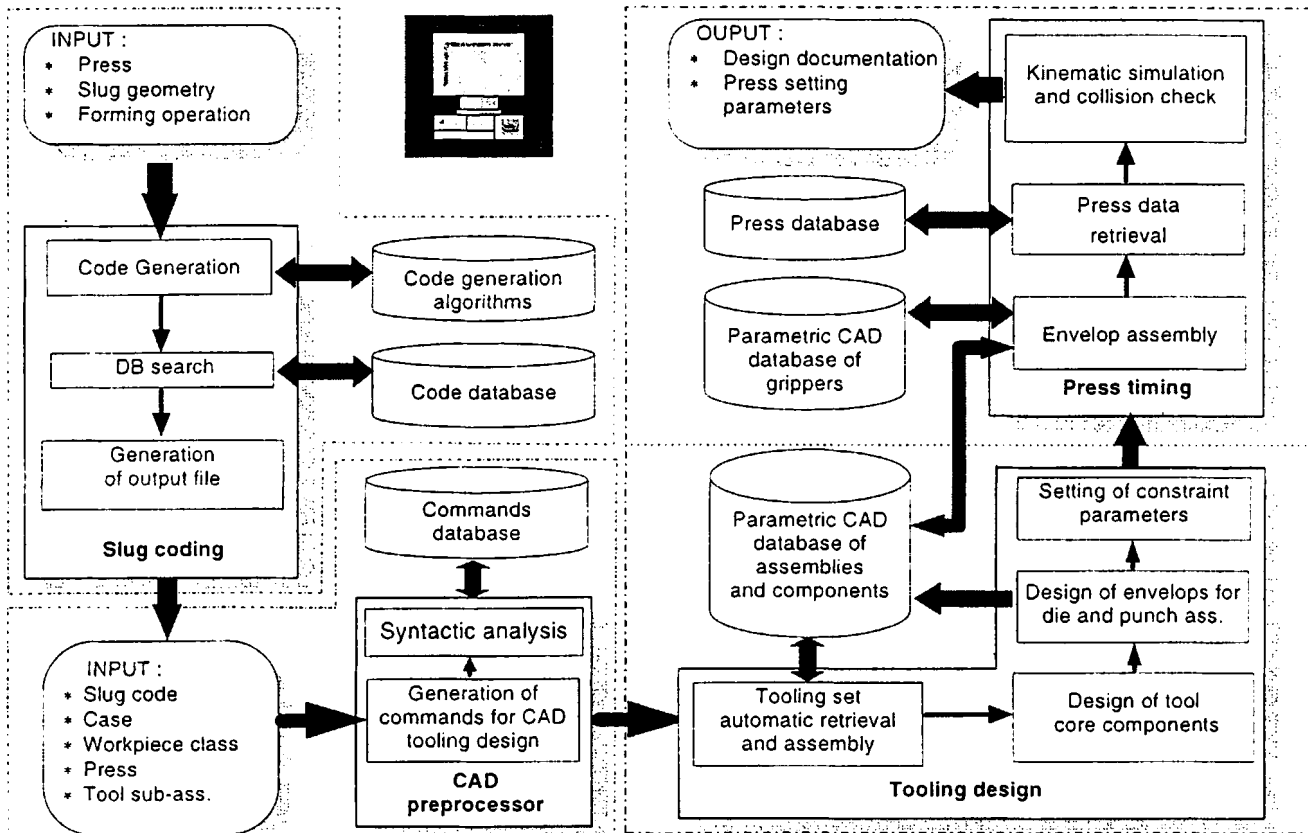 INPUT :
* Press
* Slug geometry
* Forming operation
Code Generation
DB search
Generation
of output file
Slug coding
Code generation
algorithms
Code database
INPUT :
* Slug code
* Case
* Workpiece class
* Press
* Tool sub-ass.
Commands
database
Syntactic analysis
Generation of
commands for CAD
tooling design
CAD
preprocessor
OUPUT :
* Design documentation
* Press setting
parameters
Kinematic simulation
and collision check
Press database
Press data
retrieval
Parametric CAD
database of
grippers
Envelop assembly
Press timing
Parametric CAD
database of
assemblies
and components
Setting of constraint
parameters
Design of envelops for
die and punch ass.
Tooling set
automatic retrieval
and assembly
Design of tool
core components
Tooling design